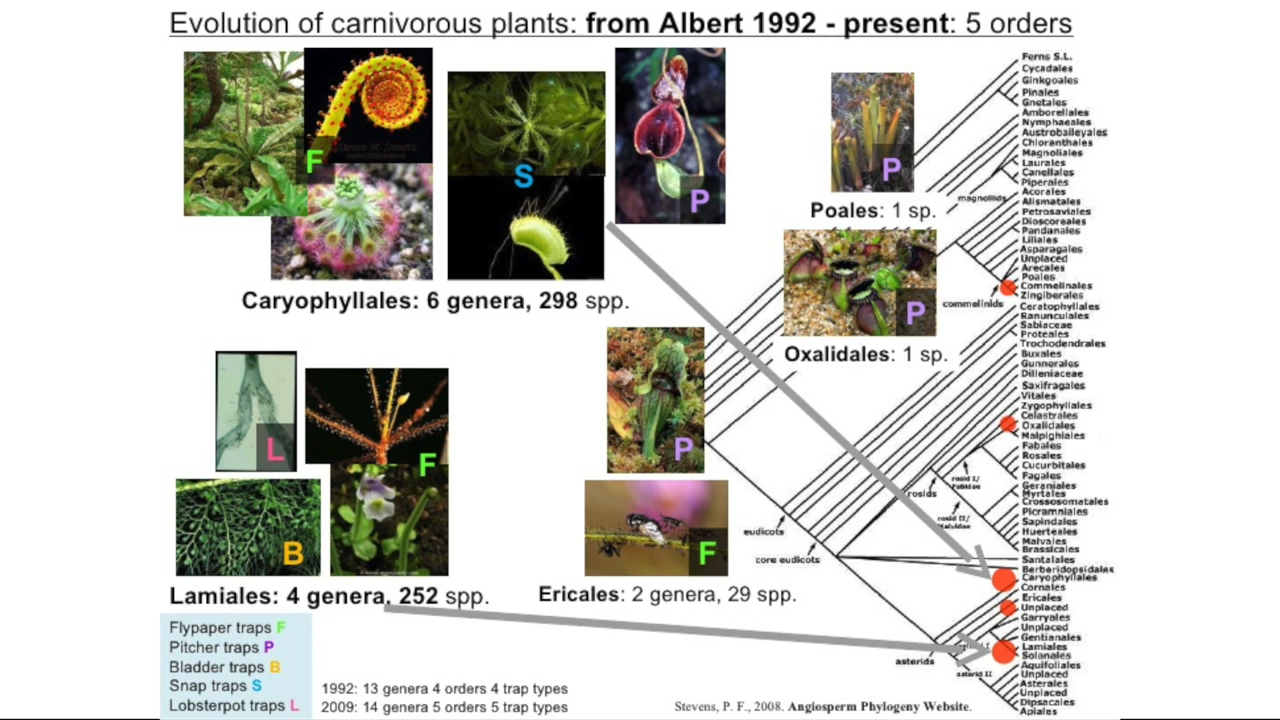 Evolution of carnivorous plants: from Albert 1992 - present: 5 orders
F
S
P
P
Poales: 1 sp.
P
Oxalidales: 1 sp.
Caryophyllales: 6 genera, 298 spp.
L
F
B
P
F
Lamiales: 4 genera, 252 spp.
Ericales: 2 genera, 29 spp.
Flypaper traps F
Pitcher traps P
Bladder traps B
Snap traps S
Lobsterpot traps L
1992: 13 genera 4 orders 4 trap types
2009: 14 genera 5 orders 5 trap types
Stevens, P. F., 2008. Angiosperm Phylogeny Website.
magnoliids
commelinids
eudicots
core eudicots
rosids
rosid I/
Fabidae
rosid II/
Malvidae
asterids
asterid II
Ferns S.L.
Cycadales
Ginkgoales
Pinales
Gnetales
Amborellales
Nymphaeales
Austrobaileyales
Chloranthales
Magnoliales
Laurales
Canellales
Piperales
Acorales
Alismatales
Petrosaviales
Dioscoreales
Pandanales
Liliales
Asparagales
Unplaced
Arecales
Poales
Commelinales
Zingiberales
Ceratophyllales
Ranunculales
Sabiaceae
Proteales
Trochodendrales
Buxales
Gunnerales
Dilleniaceae
Saxifragales
Vitales
Zygophyllales
Celastrales
Oxalidales
Malpighiales
Fabales
Rosales
Cucurbitales
Fagales
Geraniales
Myrtales
Crossosomatales
Picramniales
Sapindales
Huerteales
Malvales
Brassicales
Santalales
Berberidopsidales
Caryophyllales
Cornales
Ericales
Unplaced
Garryales
Unplaced
Gentianales
Lamiales
Solanales
Aquifoliales
Unplaced
Asterales
Unplaced
Dipsacales
Apiales